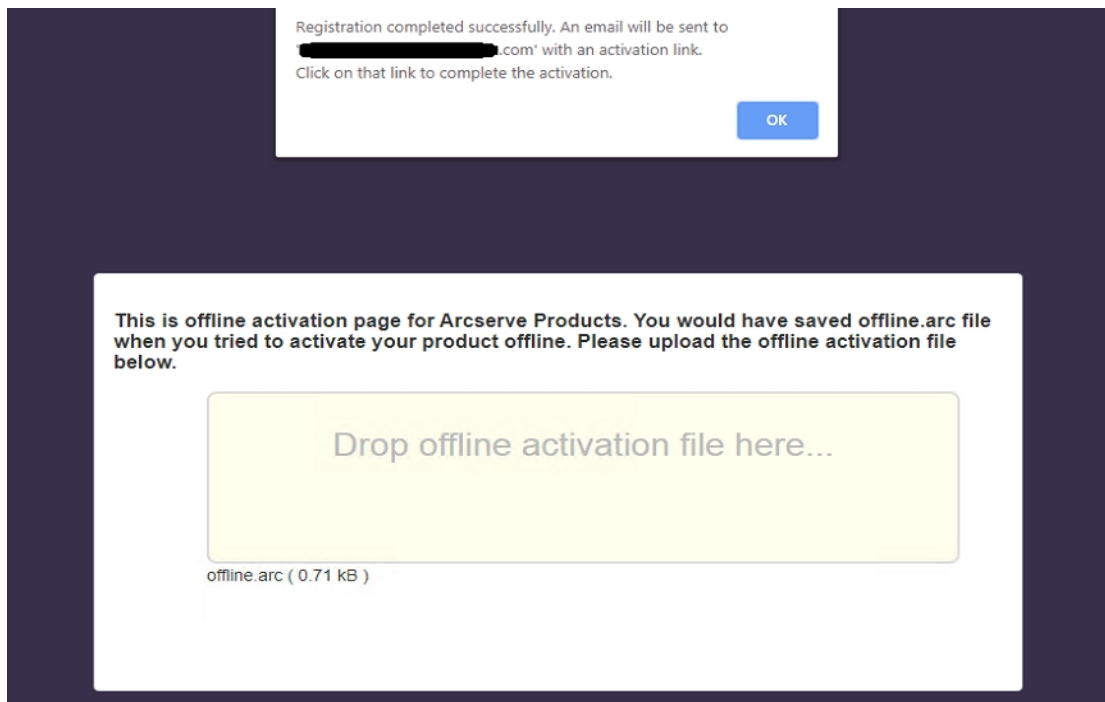 Registration completed successfully. An email will be sent to
'.com' with an activation link.
Click on that link to complete the activation.
OK
This is offline activation page for Arcserve Products. You would have saved offline.arc file
when you tried to activate your product offline. Please upload the offline activation file
below.
Drop offline activation file here...
offline.arc ( 0.71 kB )